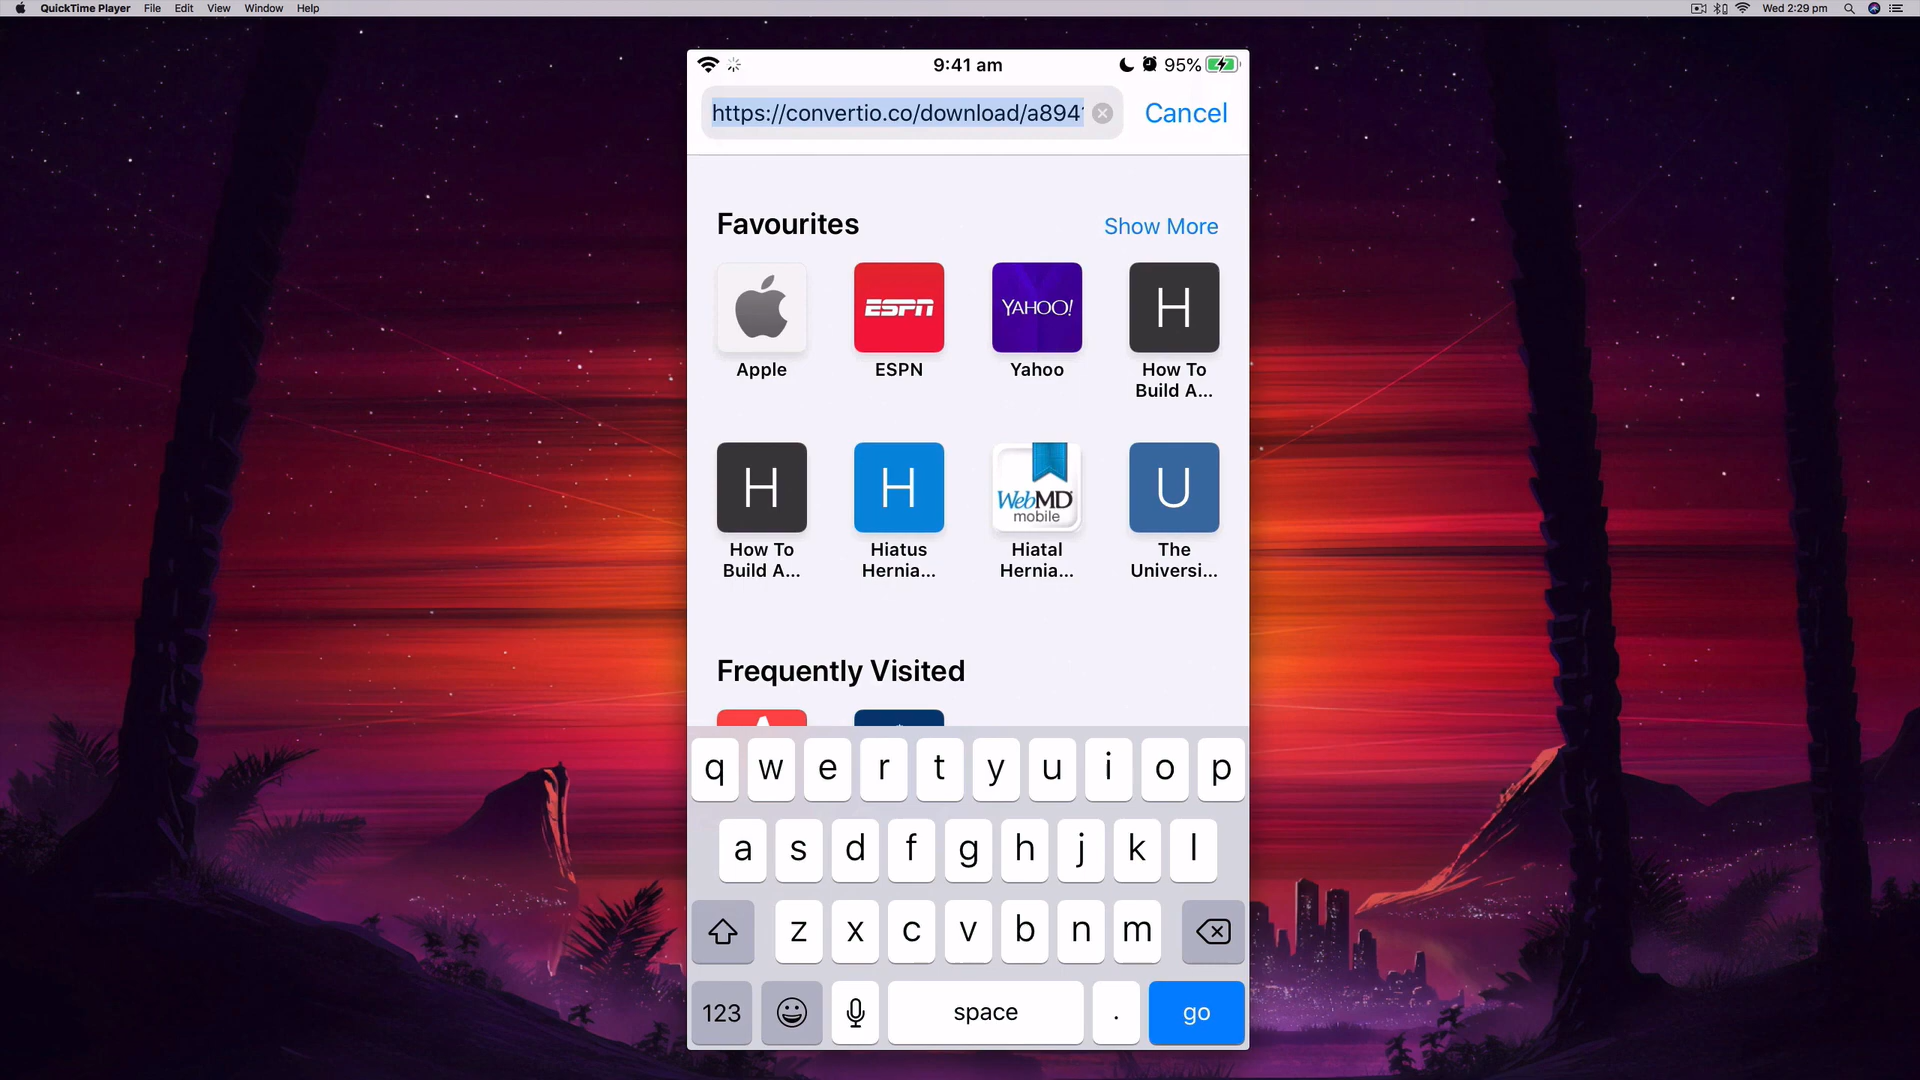 QuickTime Player File Edit View Window Help Wed 2:29 pm
9:41 am 95%
https://convertio.co/download/a894 Cancel
Favourites Show More
ESPN YAHOO! H
Apple ESPN Yahoo How To
Build A...
H H WebMD U
mobile
How To Hiatus Hiatal The
Build A... Hernia... Hernia... Universi...
Frequently Visited
q w e r t y u i o p
a s d f g h j k l
z x c v b n m
123 space . go